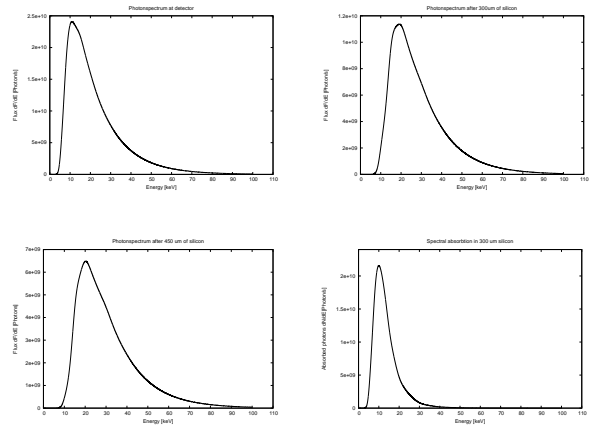 Photonspectrum at detector
Flux dF/dE [Photons]
2.5e+10
2e+10
1.5e+10
1e+10
5e+09
0
0 10 20 30 40 50 60 70 80 90 100 110
Energy [keV]
Photonspectrum after 300um of silicon
Flux dF/dE [Photons]
1.2e+10
1e+10
8e+09
6e+09
4e+09
2e+09
0
0 10 20 30 40 50 60 70 80 90 100 110
Energy [keV]
Photonspectrum after 450 um of silicon
Flux dF/dE [Photons]
7e+09
6e+09
5e+09
4e+09
3e+09
2e+09
1e+09
0
0 10 20 30 40 50 60 70 80 90 100 110
Energy [keV]
Spectral absorbtion in 300 um silicon
Absorbed photons dN/dE[Photons]
2e+10
1.5e+10
1e+10
5e+09
0
0 10 20 30 40 50 60 70 80 90 100 110
Energy [keV]